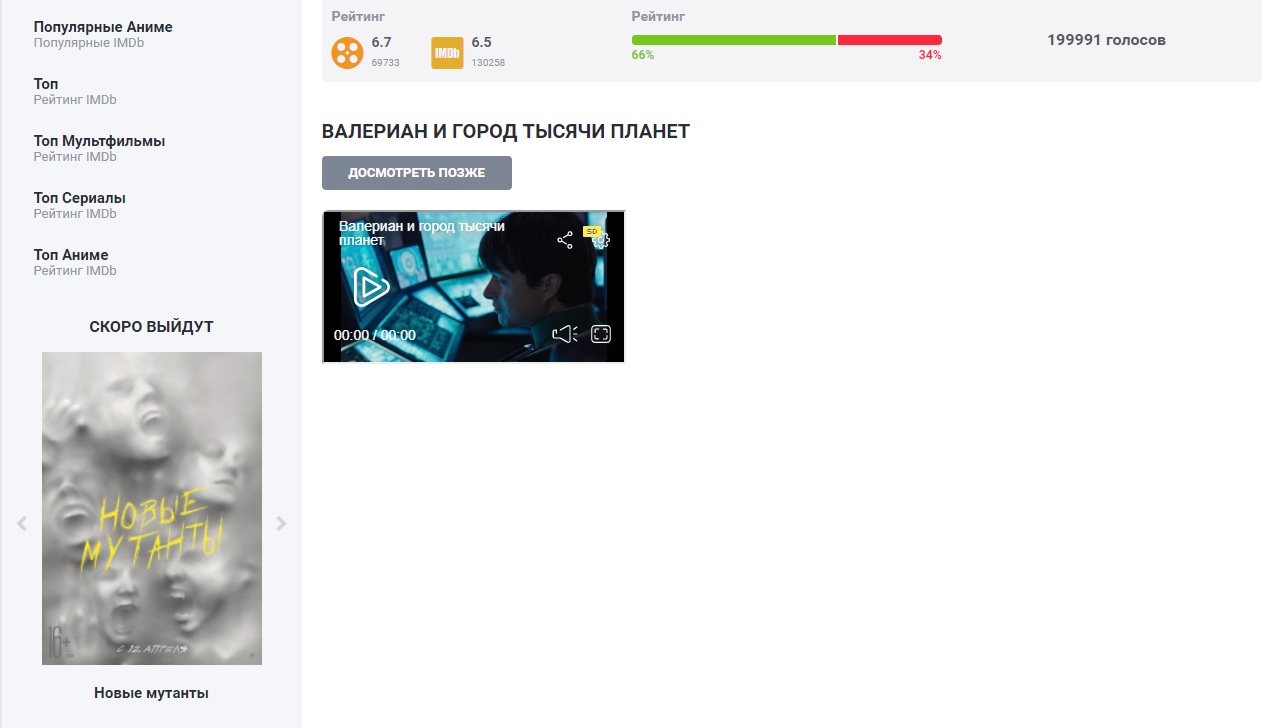 Популярные Аниме
Популярные IMDb
Топ
Рейтинг IMDb
Топ Мультфильмы
Рейтинг IMDb
Топ Сериалы
Рейтинг IMDb
Топ Аниме
Рейтинг IMDb
СКОРО ВЫЙДУТ
НОВЫЕ
МУТАНТЫ
16+
С 12 АПРЕЛЯ
Новые мутанты
Рейтинг
6.7
69733
IMDb
6.5
130258
Рейтинг
66%
34%
199991 голосов
ВАЛЕРИАН И ГОРОД ТЫСЯЧИ ПЛАНЕТ
ДОСМОТРЕТЬ ПОЗЖЕ
Валериан и город тысячи
планет
SD
00:00 / 00:00